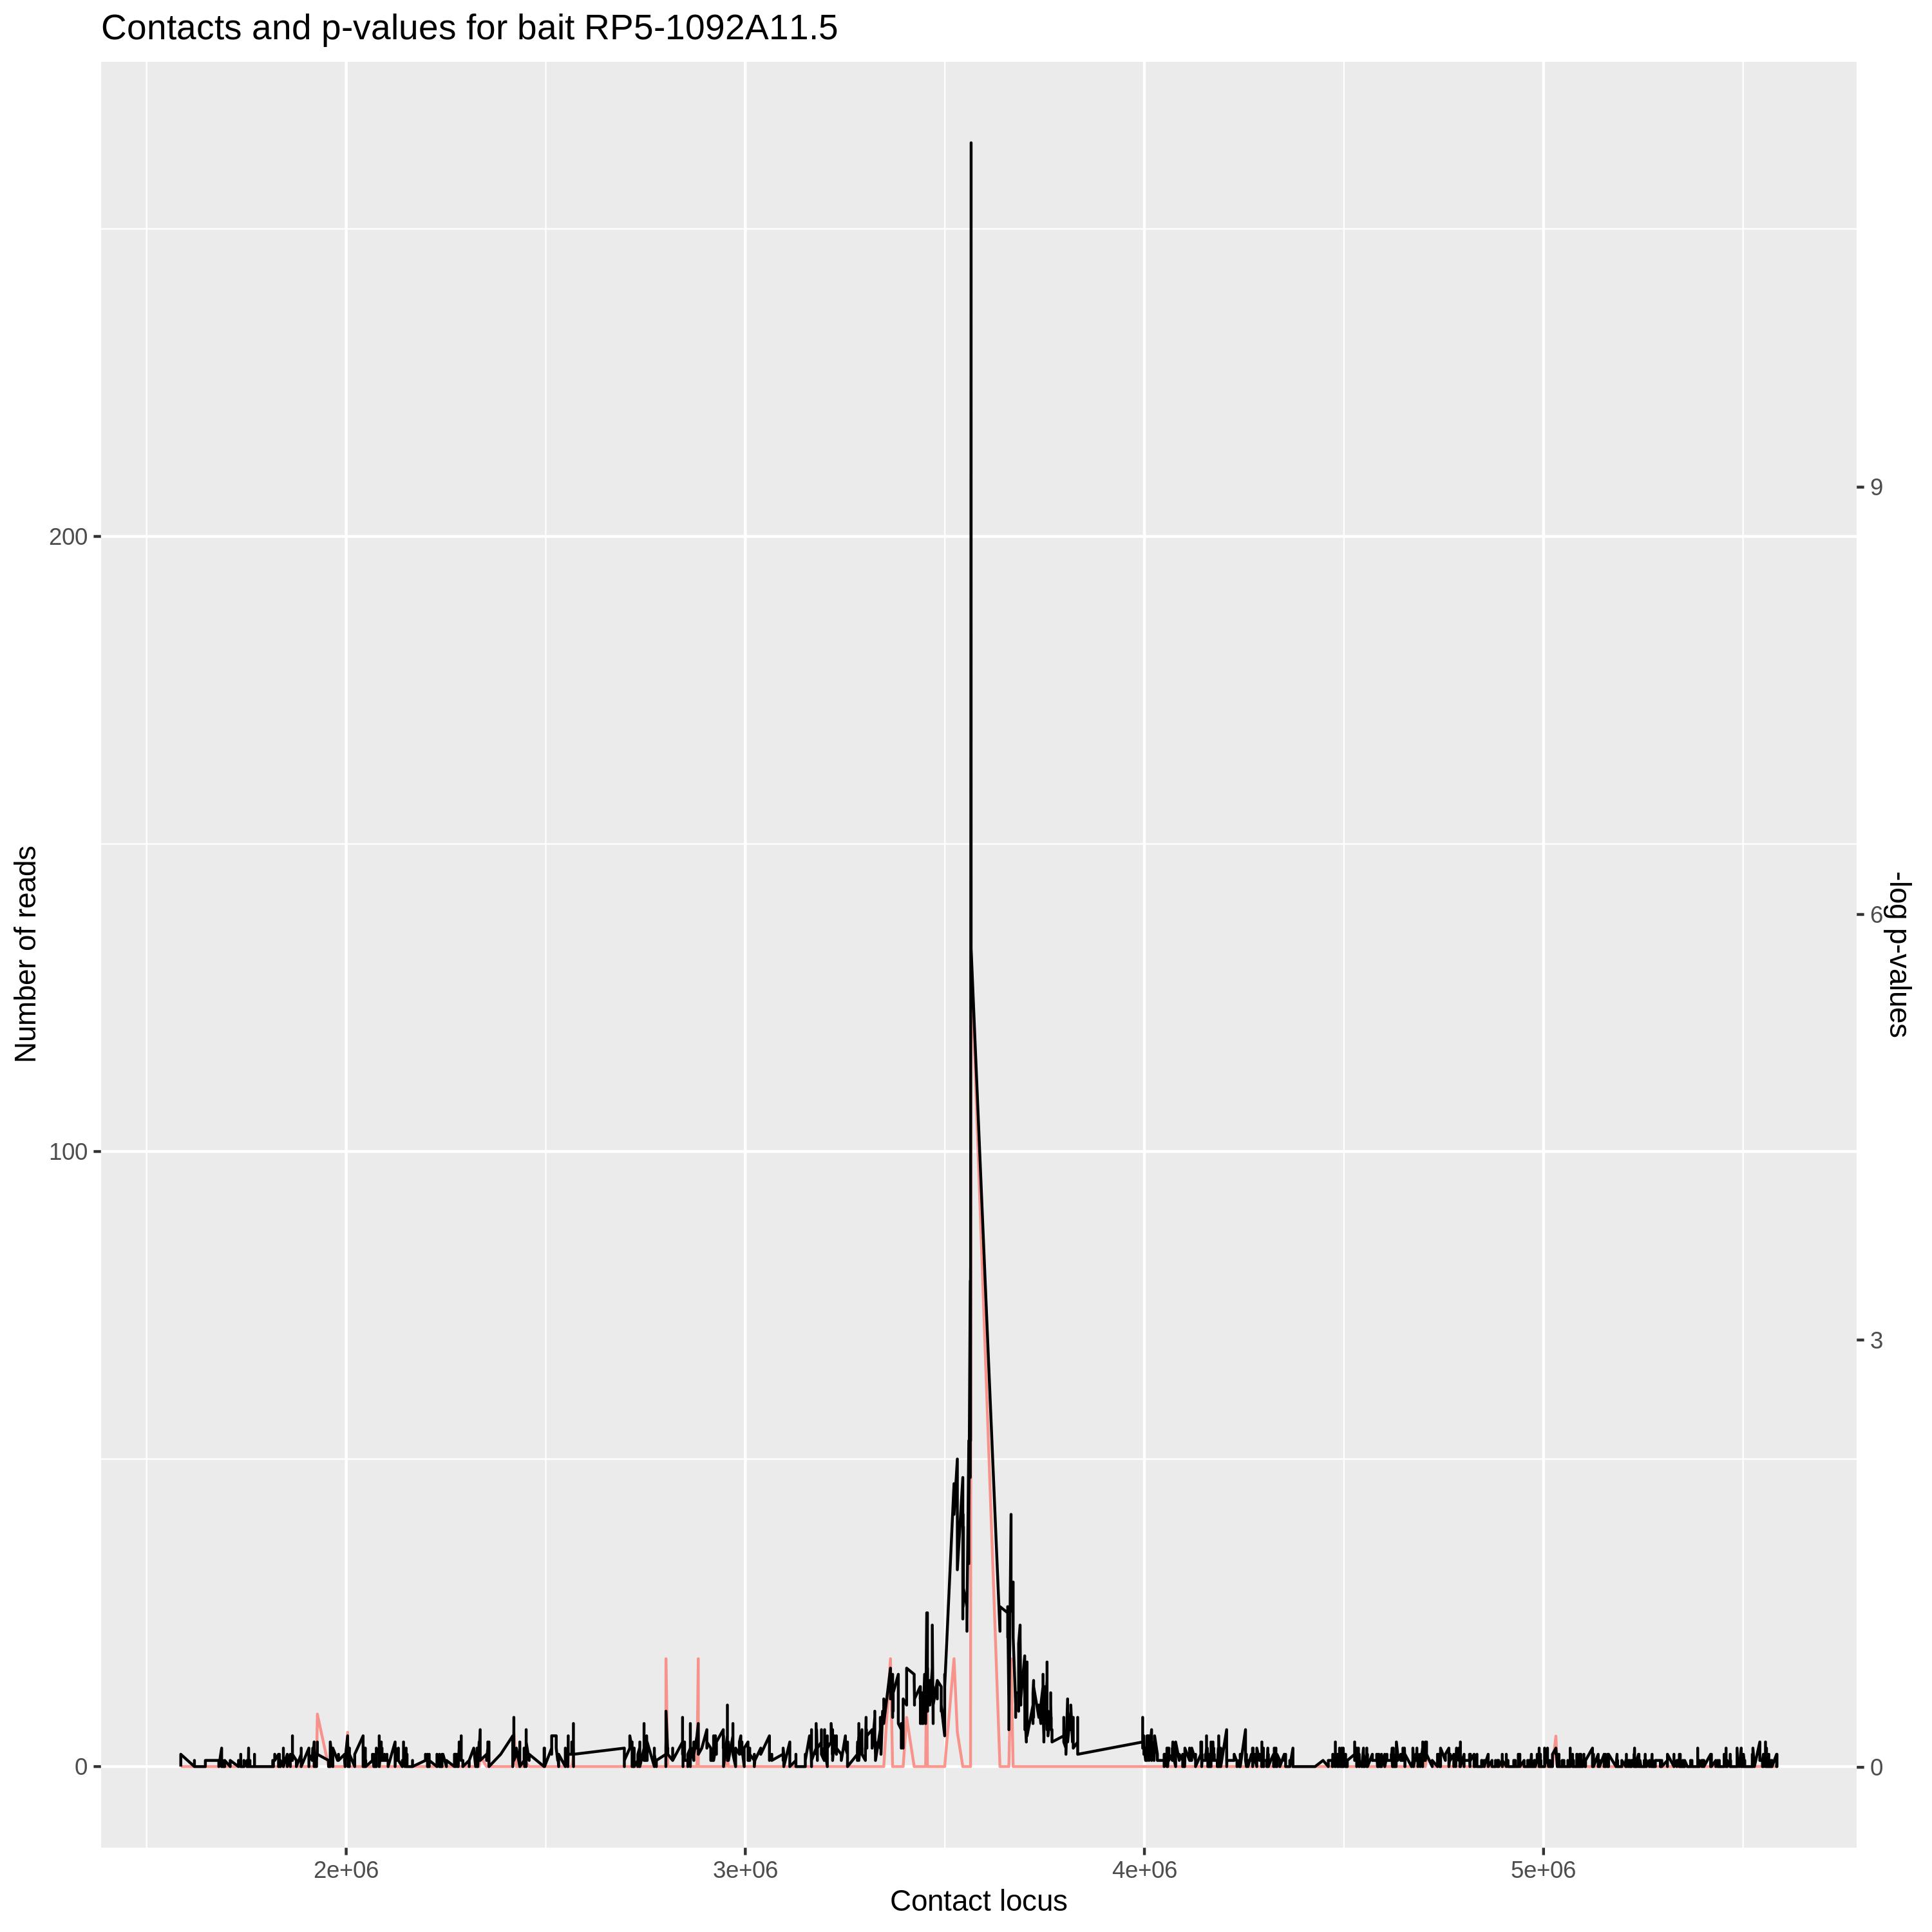 Contacts and p-values for bait RP5-1092A11.5
Number of reads
200
100
0
9
6
3
0
-log p-values
2e+06 3e+06 4e+06 5e+06
Contact locus